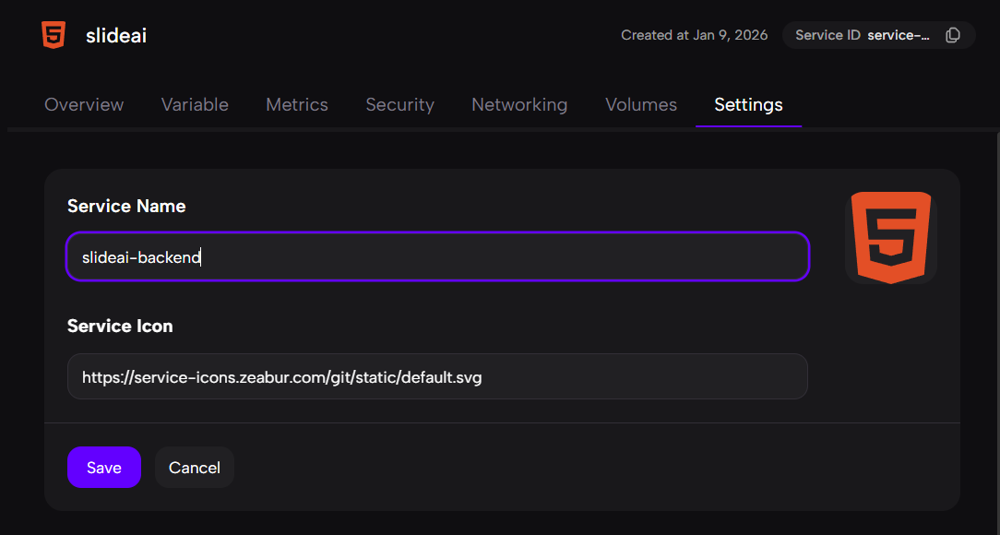 slideai
Created at Jan 9, 2026
Service ID service-...
Overview Variable Metrics Security Networking Volumes Settings
Service Name
slideai-backend
Service Icon
https://service-icons.zeabur.com/git/static/default.svg
Save Cancel